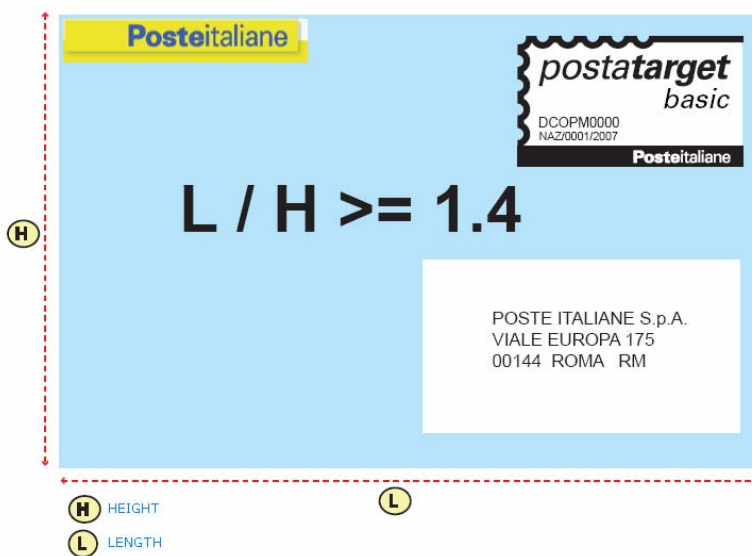 Posteitaliane
postatarget
basic
DCOPM0000
NAZ/0001/2007
Posteitaliane
L / H >= 1.4
H
POSTE ITALIANE S.p.A.
VIALE EUROPA 175
00144 ROMA RM
L
H HEIGHT
L LENGTH